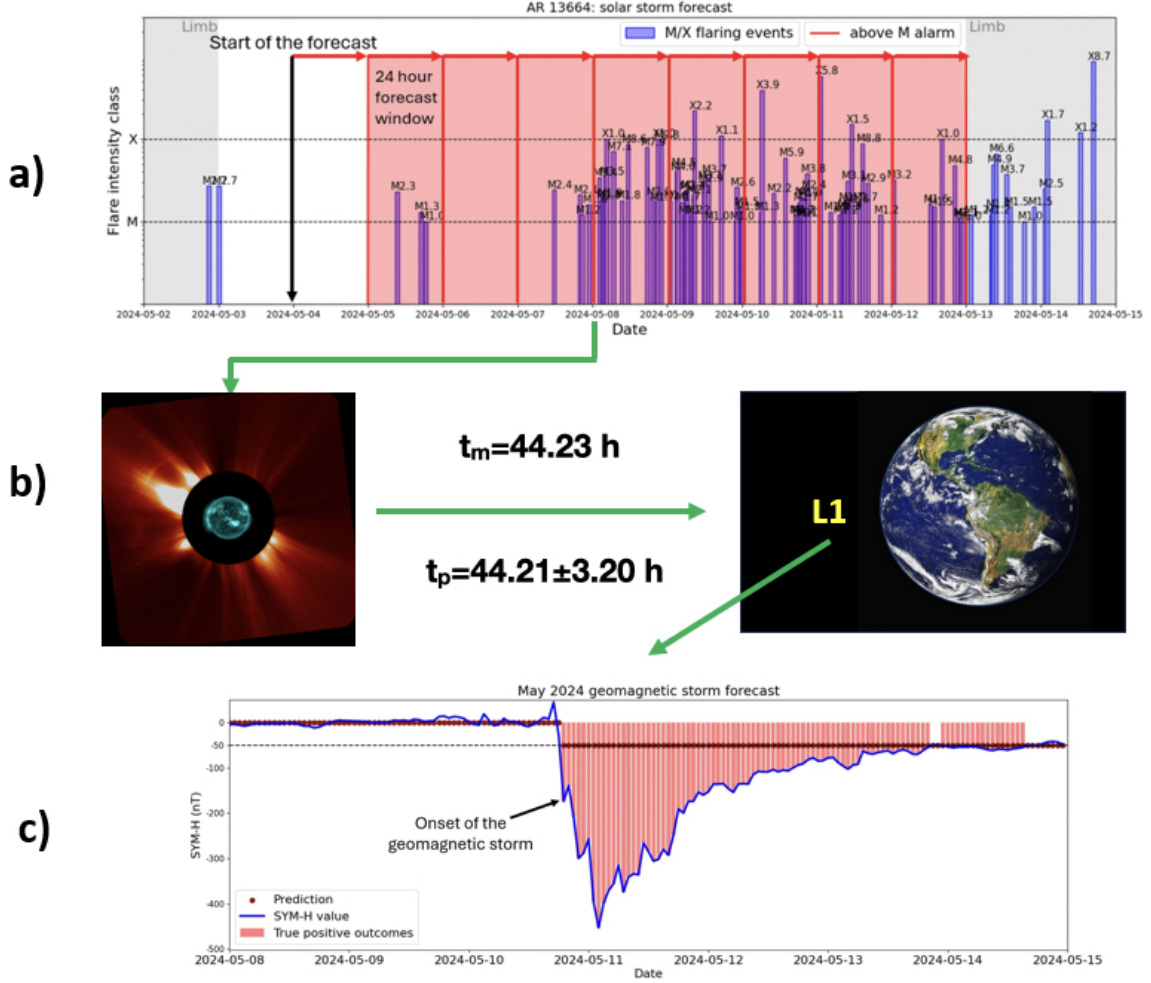 AR 13664: solar storm forecast
Limb
Limb
M/X flaring events
above M alarm
Start of the forecast
24 hour
forecast
window
Flare intensity class
X
M
M2.7
M2.3
M1.3
M1.0
M2.4
X1.0
X2.2
X1.1
M2.6
X3.9
M2.2
M1.3
M5.9
M3.8
X5.8
X1.5
M8.8
M2.9
M1.2
M3.2
X1.0
M4.8
M6.6
M4.9
M3.7
M1.5
M1.0
M1.5
M2.5
X1.7
X1.2
X8.7
2024-05-02 2024-05-03 2024-05-04 2024-05-05 2024-05-06 2024-05-07 2024-05-08 2024-05-09 2024-05-10 2024-05-11 2024-05-12 2024-05-13 2024-05-14 2024-05-15
Date
a)
b)
tm=44.23 h
tp=44.21±3.20 h
L1
c)
May 2024 geomagnetic storm forecast
SYM-H (nT)
0
-50
-100
-200
-300
-400
-500
Onset of the
geomagnetic storm
Prediction
SYM-H value
True positive outcomes
2024-05-08 2024-05-09 2024-05-10 2024-05-11 2024-05-12 2024-05-13 2024-05-14 2024-05-15
Date